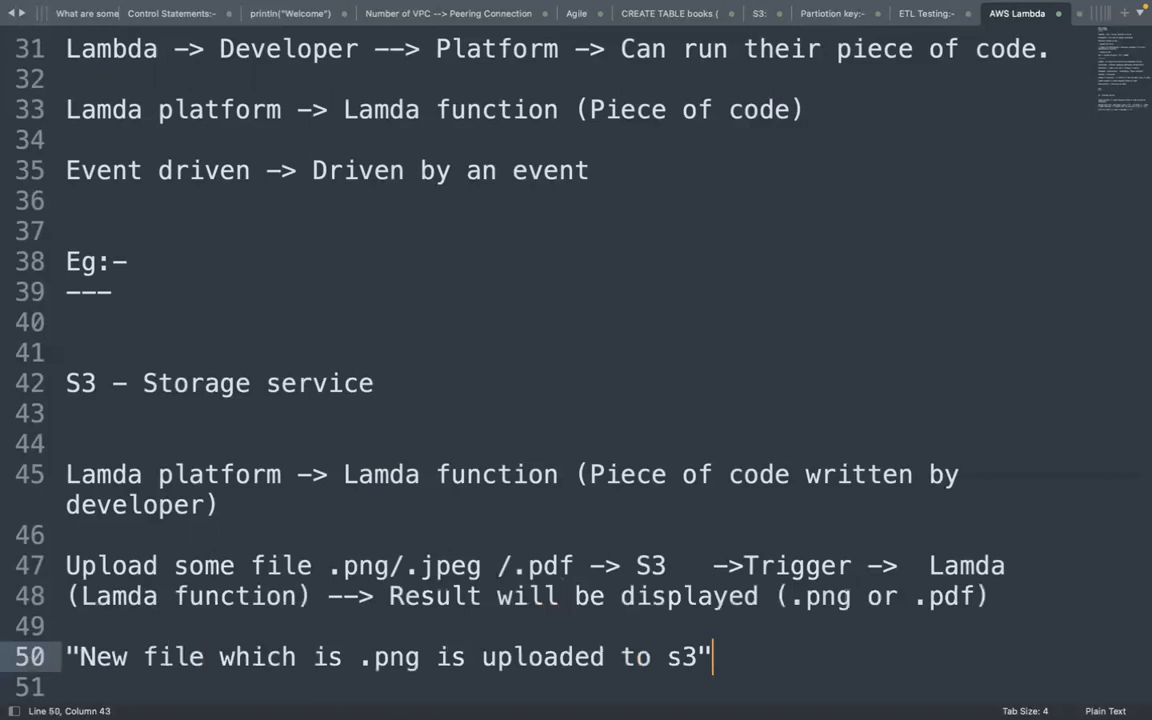 What are some
Control Statements:-
println("Welcome")
Number of VPC --> Peering Connection
Agile
CREATE TABLE books (
S3:
Partiotion key:-
ETL Testing:-
AWS Lambda
31 Lambda -> Developer --> Platform -> Can run their piece of code.
32
33 Lamda platform -> Lamda function (Piece of code)
34
35 Event driven -> Driven by an event
36
37
38 Eg:-
39 ---
40
41
42 S3 - Storage service
43
44
45 Lamda platform -> Lamda function (Piece of code written by
developer)
46
47 Upload some file .png/.jpeg /.pdf -> S3   ->Trigger ->  Lamda
48 (Lamda function) --> Result will be displayed (.png or .pdf)
49
50 "New file which is .png is uploaded to s3"
51
Line 50, Column 43
Tab Size: 4
Plain Text